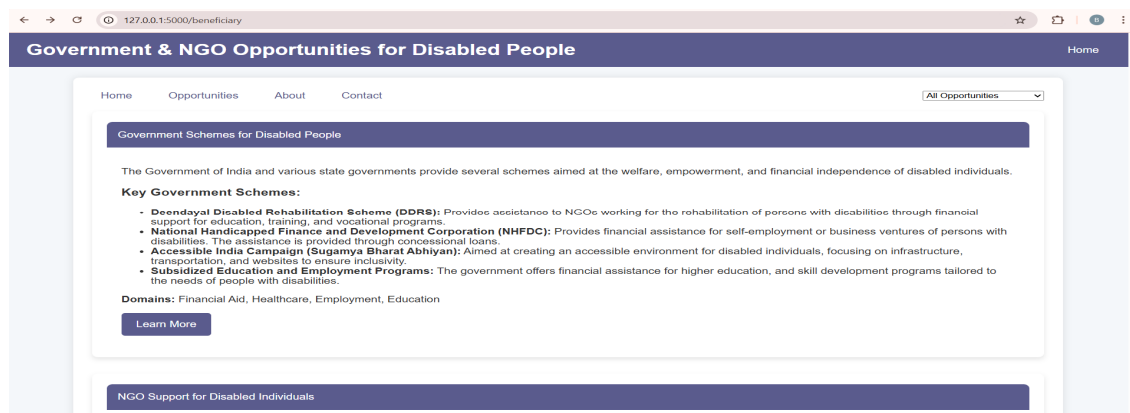 127.0.0.1:5000/beneficiary
Government & NGO Opportunities for Disabled People
Home
Home Opportunities About Contact
All Opportunities
Government Schemes for Disabled People
The Government of India and various state governments provide several schemes aimed at the welfare, empowerment, and financial independence of disabled individuals.
Key Government Schemes:
• Deendayal Disabled Rehabilitation Scheme (DDRS): Provides assistance to NGOs working for the rehabilitation of persons with disabilities through financial
support for education, training, and vocational programs.
• National Handicapped Finance and Development Corporation (NHFDC): Provides financial assistance for self-employment or business ventures of persons with
disabilities. The assistance is provided through concessional loans.
• Accessible India Campaign (Sugamya Bharat Abhiyan): Aimed at creating an accessible environment for disabled individuals, focusing on infrastructure,
transportation, and websites to ensure inclusivity.
• Subsidized Education and Employment Programs: The government offers financial assistance for higher education, and skill development programs tailored to
the needs of people with disabilities.
Domains: Financial Aid, Healthcare, Employment, Education
Learn More
NGO Support for Disabled Individuals